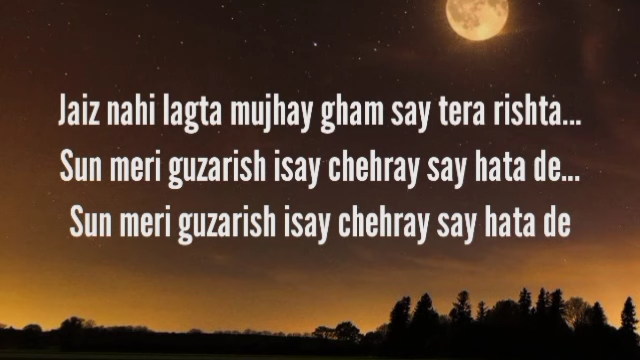 Jaiz nahi lagta mujhay gham say tera rishta...
Sun meri guzarish isay chehray say hata de...
Sun meri guzarish isay chehray say hata de